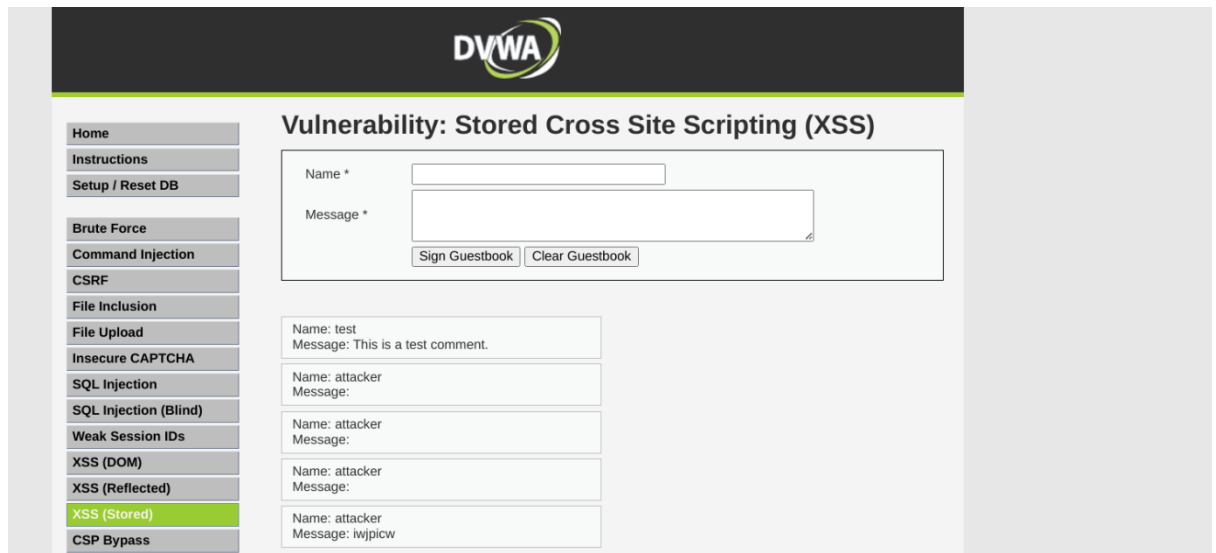 DVWA
Home
Instructions
Setup / Reset DB
Brute Force
Command Injection
CSRF
File Inclusion
File Upload
Insecure CAPTCHA
SQL Injection
SQL Injection (Blind)
Weak Session IDs
XSS (DOM)
XSS (Reflected)
XSS (Stored)
CSP Bypass
Vulnerability: Stored Cross Site Scripting (XSS)
Name *
Message *
Sign Guestbook Clear Guestbook
Name: test
Message: This is a test comment.
Name: attacker
Message:
Name: attacker
Message:
Name: attacker
Message:
Name: attacker
Message: iwjpicw